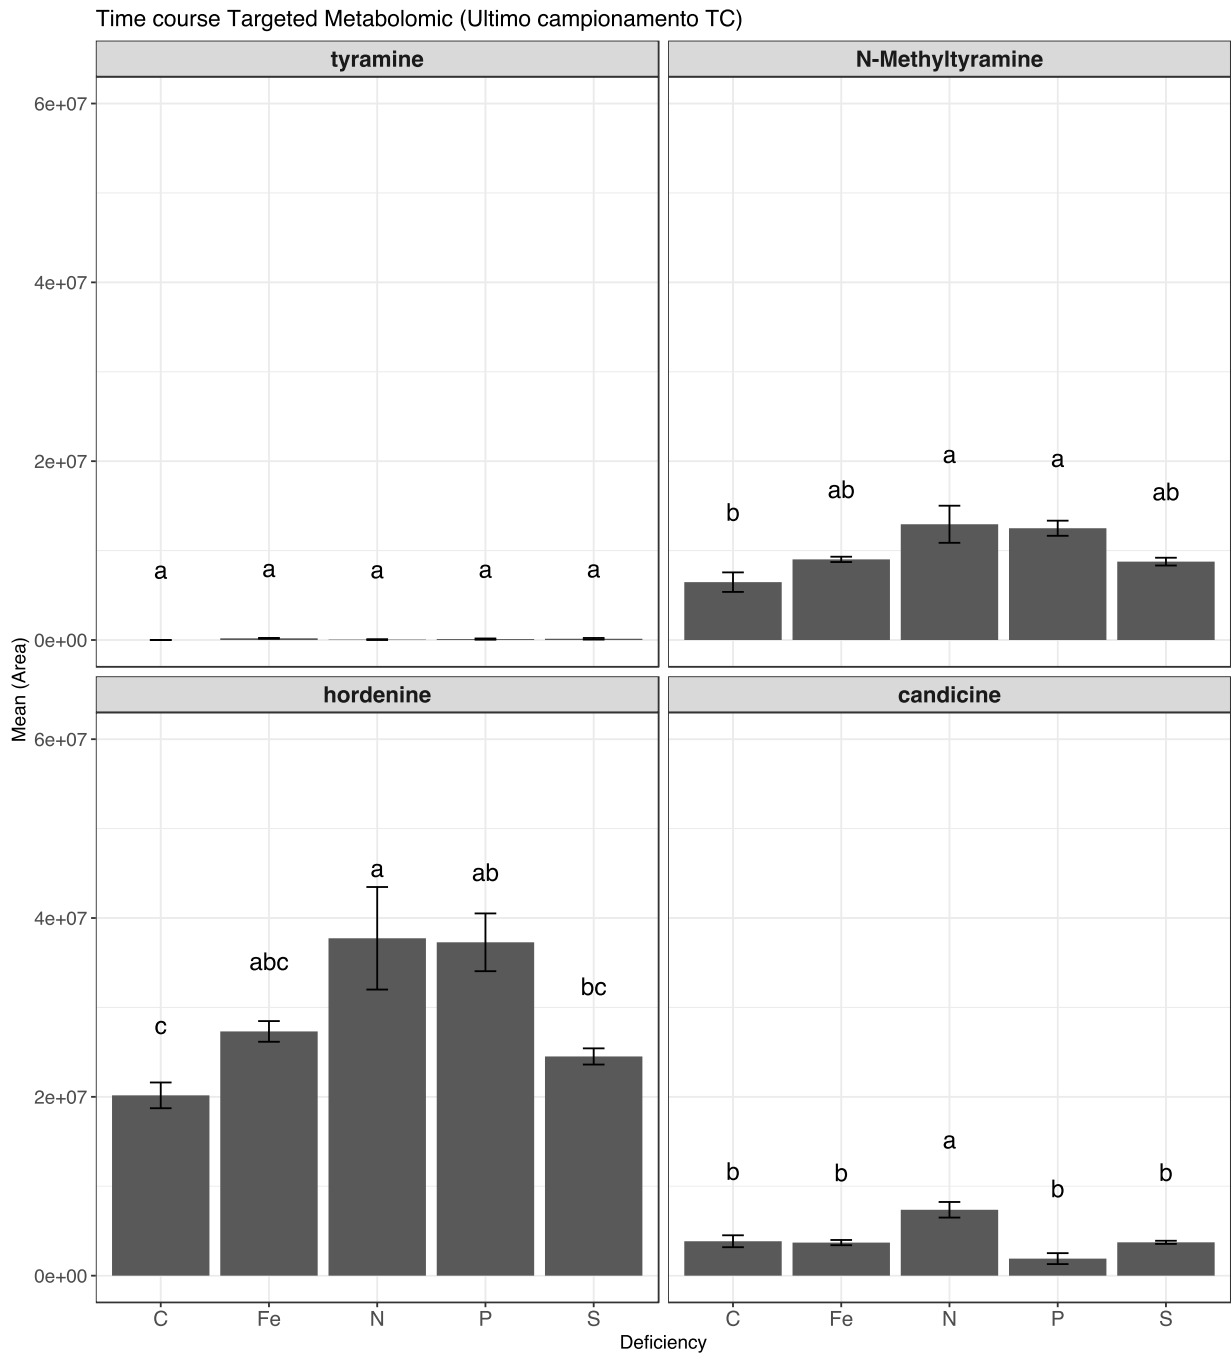 Time course Targeted Metabolomic (Ultimo campionamento TC)
tyramine
N-Methyltyramine
6e+07
4e+07
2e+07
0e+00
a a a a a
b ab a a ab
Mean (Area)
hordenine
candicine
6e+07
4e+07
2e+07
0e+00
c abc a ab bc
b b a b b
C Fe N P S
C Fe N P S
Deficiency